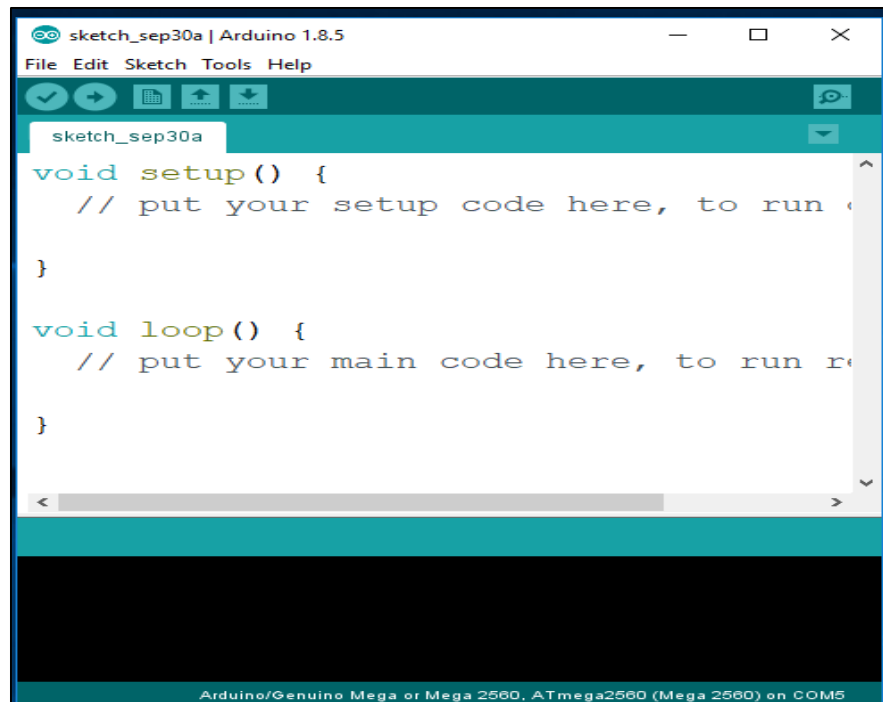 sketch_sep30a | Arduino 1.8.5
File Edit Sketch Tools Help
sketch_sep30a
void setup() {
// put your setup code here, to run
}
void loop() {
// put your main code here, to run
}
Arduino/Genuino Mega or Mega 2560, ATmega2560 (Mega 2560) on COM5